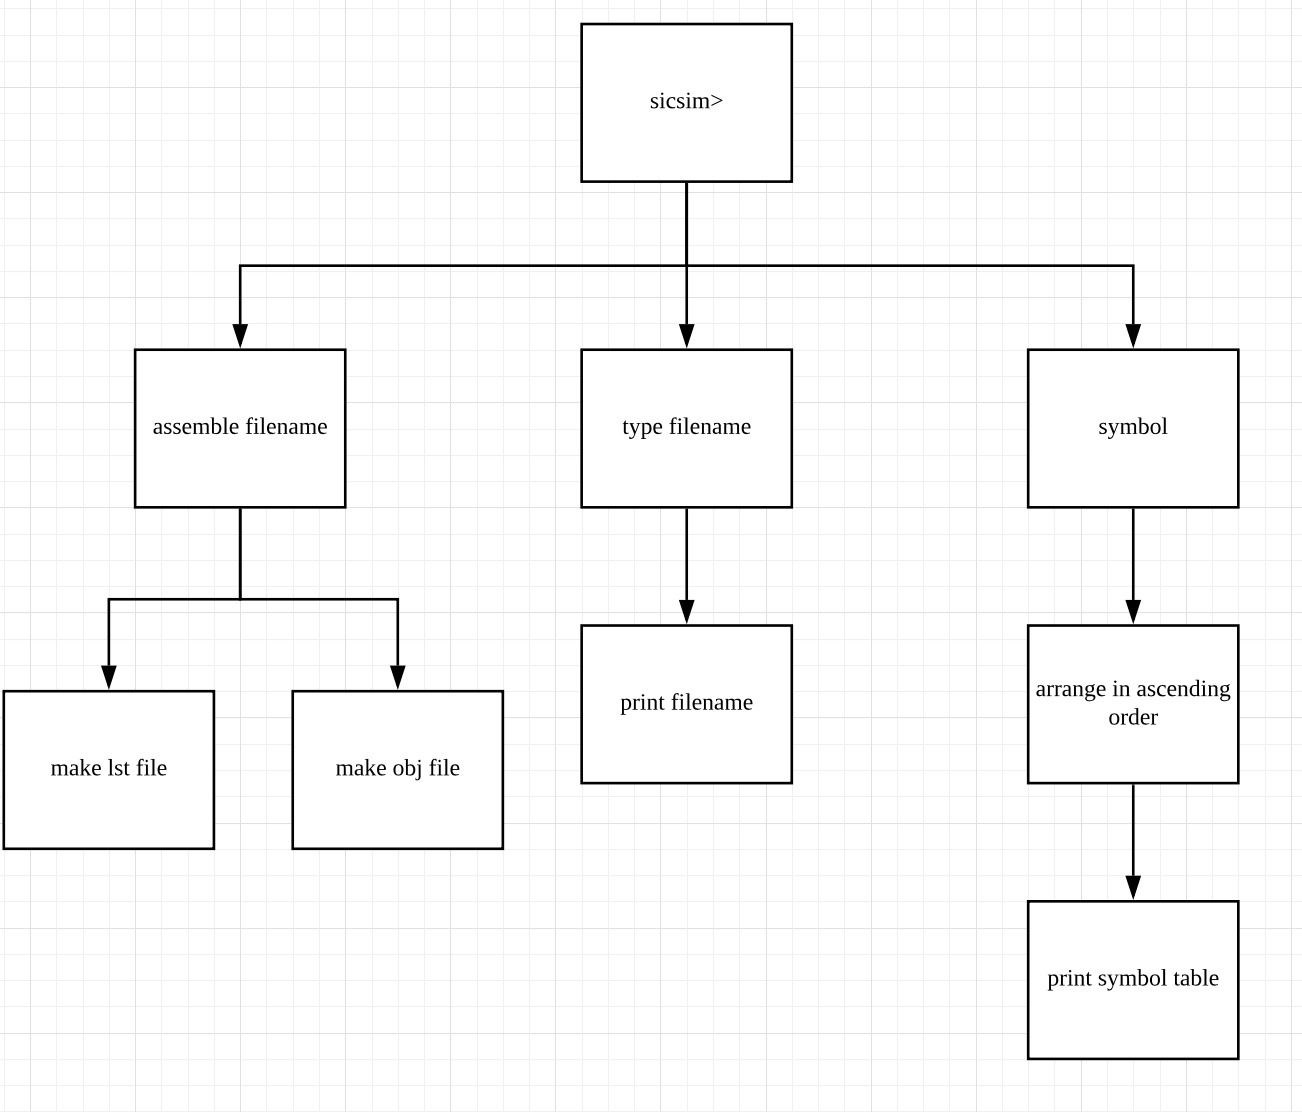 sicsim>
assemble filename
type filename
symbol
make lst file
make obj file
print filename
arrange in ascending
order
print symbol table